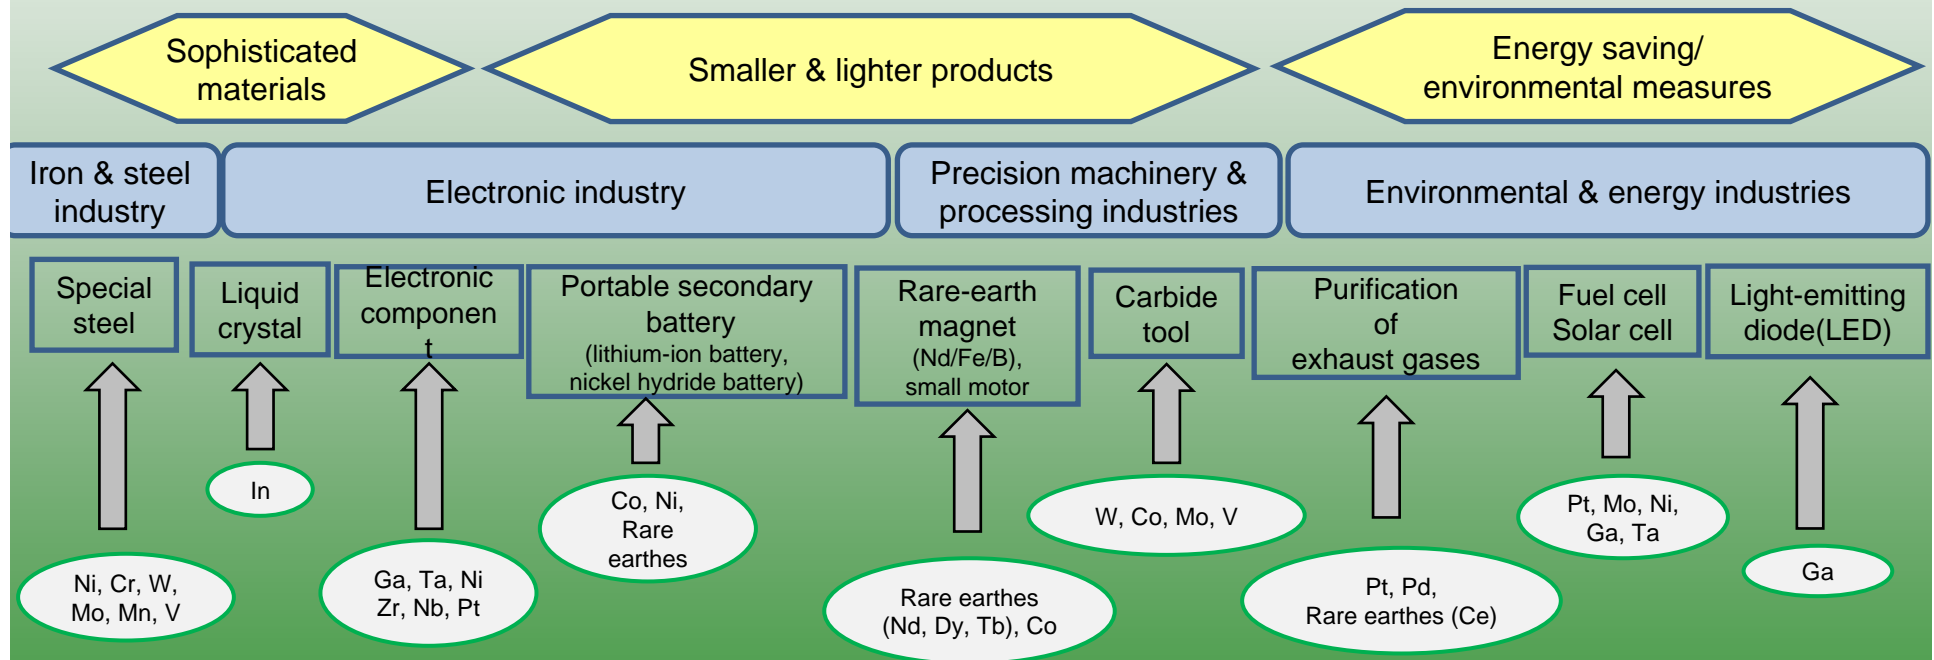 Sophisticated
materials
Smaller & lighter products
Energy saving/
environmental measures
Iron & steel
industry
Electronic industry
Precision machinery &
processing industries
Environmental & energy industries
Special
steel
Liquid
crystal
Electronic
componen
t
Portable secondary
battery
(lithium-ion battery,
nickel hydride battery)
Rare-earth
magnet
(Nd/Fe/B),
small motor
Carbide
tool
Purification
of
exhaust gases
Fuel cell
Solar cell
Light-emitting
diode(LED)
Ni, Cr, W,
Mo, Mn, V
In
Ga, Ta, Ni
Zr, Nb, Pt
Co, Ni,
Rare
earthes
Rare earthes
(Nd, Dy, Tb), Co
W, Co, Mo, V
Pt, Pd,
Rare earthes (Ce)
Pt, Mo, Ni,
Ga, Ta
Ga